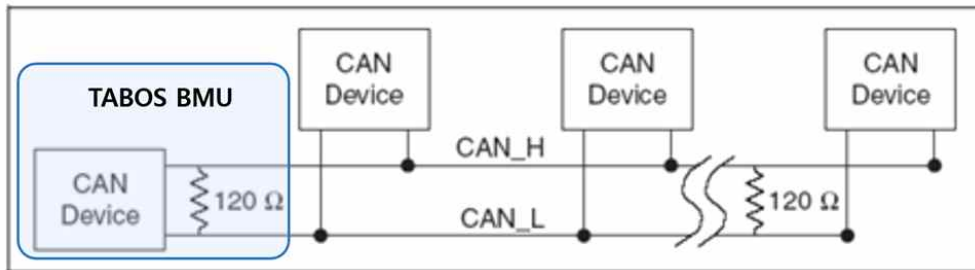 CAN
Device
CAN
Device
CAN
Device
TABOS BMU
CAN_H
CAN
Device
120 Ω
120 Ω
CAN_L